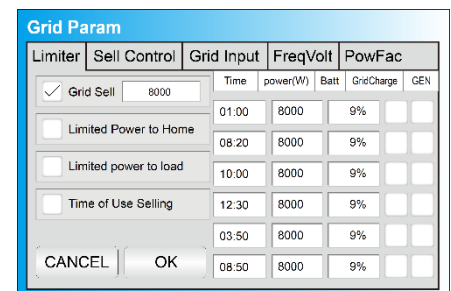 Grid Param
Limiter Sell Control Grid Input FreqVolt PowFac
Time power(W) Batt GridCharge GEN
Grid Sell 8000
01:00 8000 9%
Limited Power to Home
08:20 8000 9%
Limited power to load
10:00 8000 9%
Time of Use Selling
12:30 8000 9%
03:50 8000 9%
CANCEL OK
08:50 8000 9%